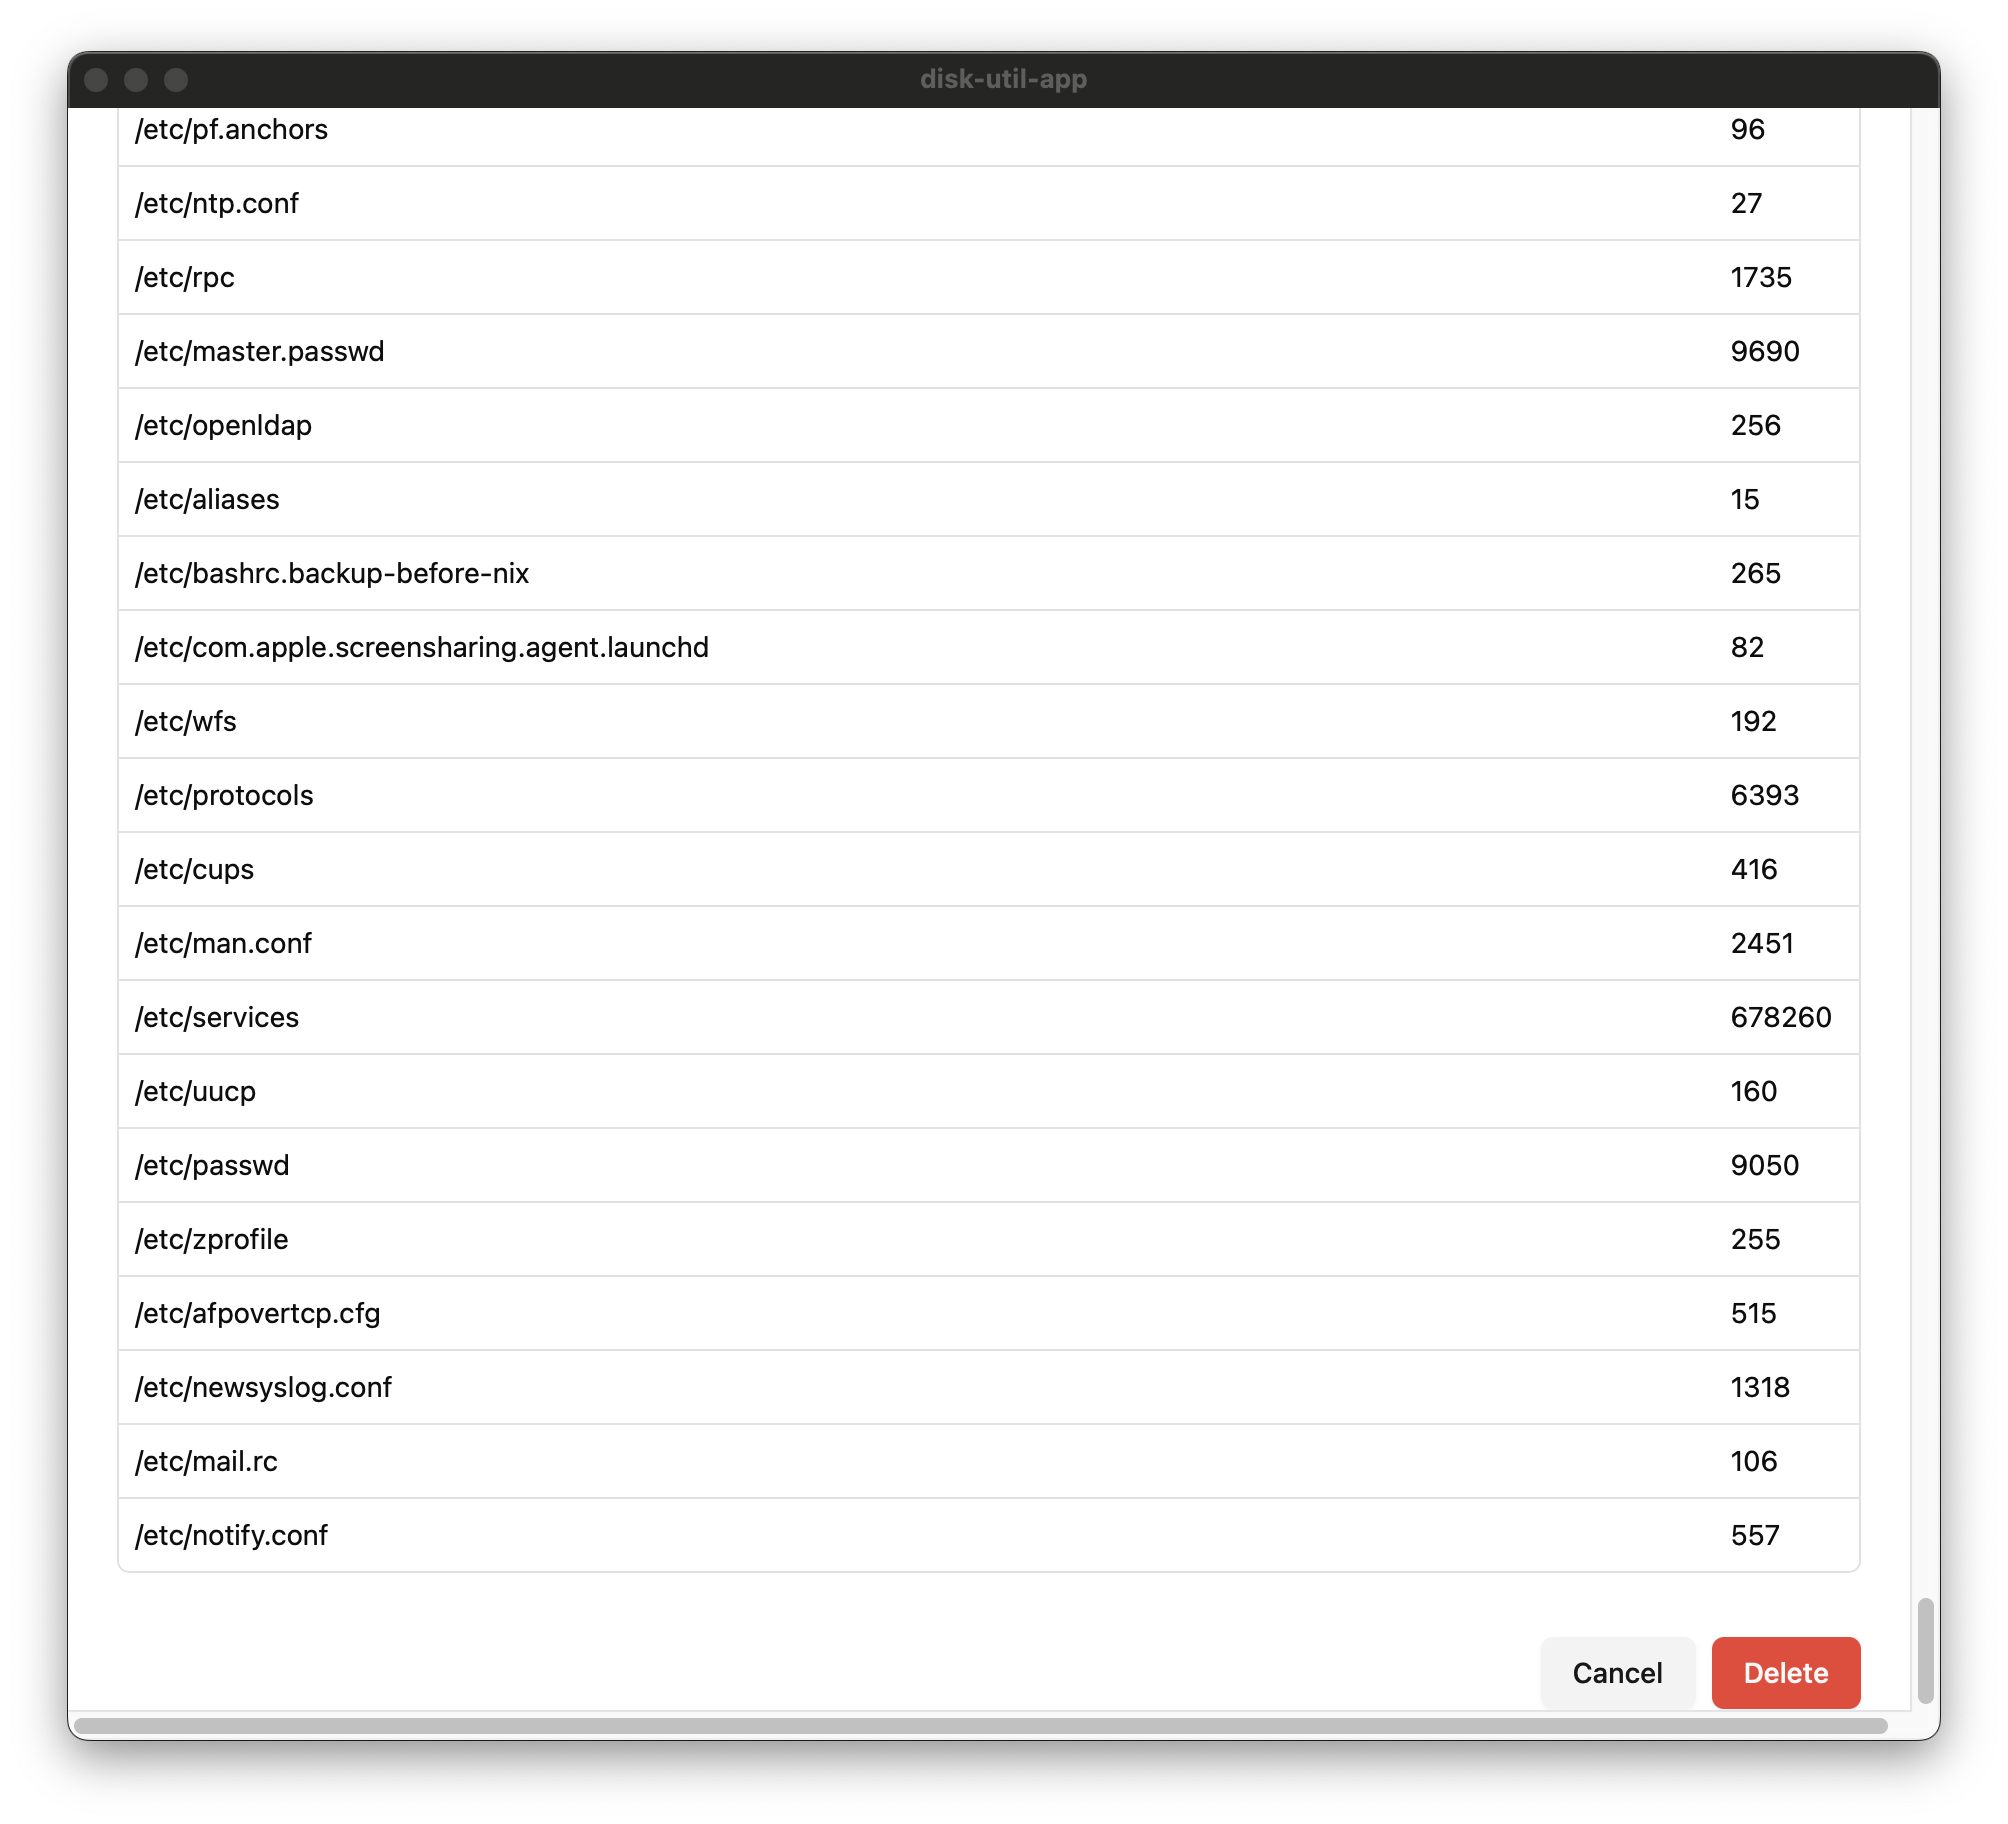 disk-util-app
/etc/pf.anchors 96
/etc/ntp.conf 27
/etc/rpc 1735
/etc/master.passwd 9690
/etc/openldap 256
/etc/aliases 15
/etc/bashrc.backup-before-nix 265
/etc/com.apple.screensharing.agent.launchd 82
/etc/wfs 192
/etc/protocols 6393
/etc/cups 416
/etc/man.conf 2451
/etc/services 678260
/etc/uucp 160
/etc/passwd 9050
/etc/zprofile 255
/etc/afpovertcp.cfg 515
/etc/newsyslog.conf 1318
/etc/mail.rc 106
/etc/notify.conf 557
Cancel Delete